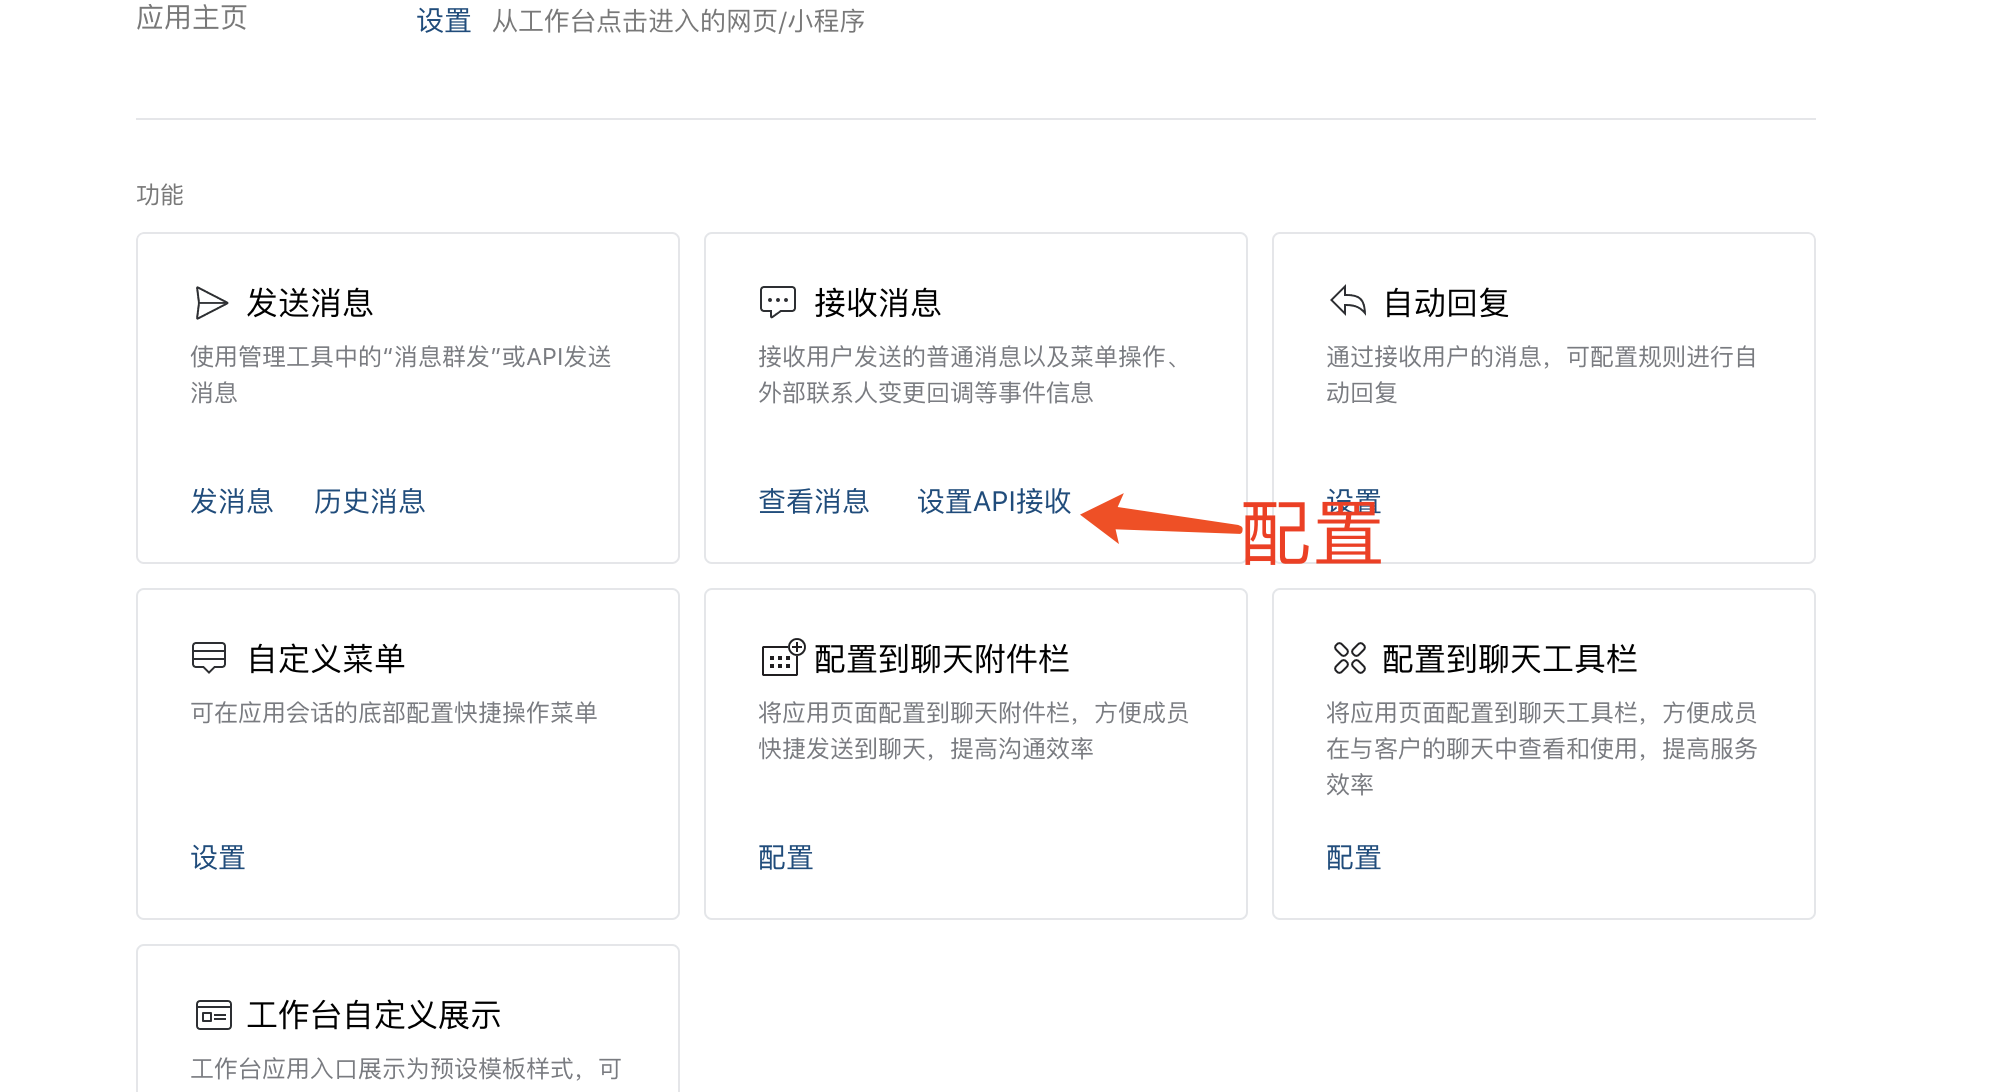 应用主页
设置 从工作台点击进入的网页/小程序
功能
发送消息
使用管理工具中的“消息群发”或API发送
消息
发消息 历史消息
接收消息
接收用户发送的普通消息以及菜单操作、
外部联系人变更回调等事件信息
查看消息 设置API接收
配置
自动回复
通过接收用户的消息，可配置规则进行自
动回复
设置
自定义菜单
可在应用会话的底部配置快捷操作菜单
设置
配置到聊天附件栏
将应用页面配置到聊天附件栏，方便成员
快捷发送到聊天，提高沟通效率
配置
配置到聊天工具栏
将应用页面配置到聊天工具栏，方便成员
在与客户的聊天中查看和使用，提高服务
效率
配置
工作台自定义展示
工作台应用入口展示为预设模板样式，可